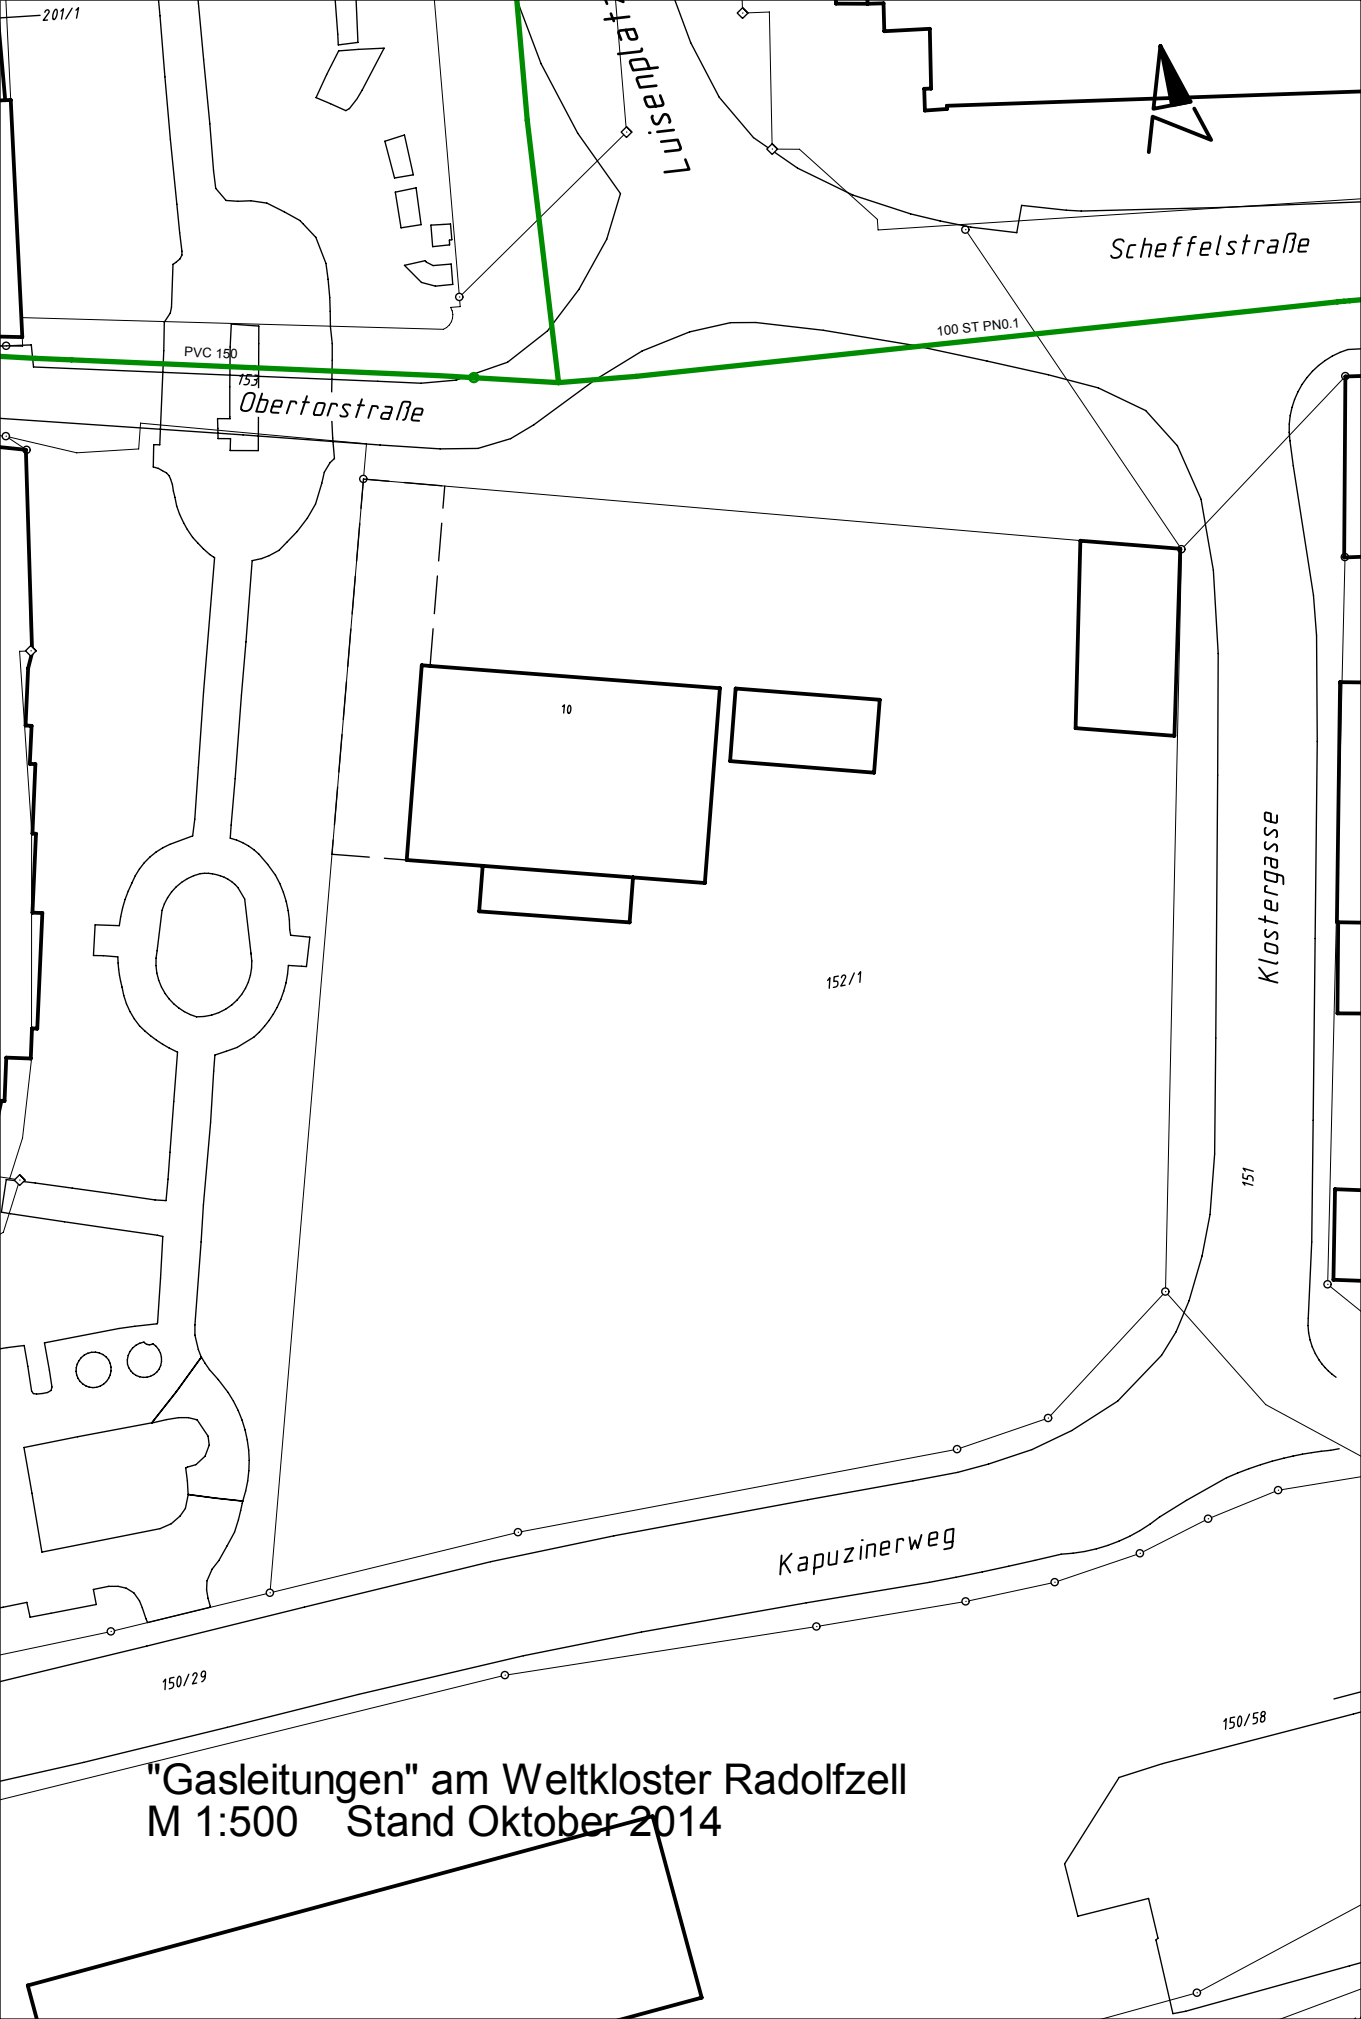 201/1
Luisenplatz
Scheffelstraße
100 ST PN0.1
PVC 150
153
Obertorstraße
10
Klostergasse
152/1
151
Kapuzinerweg
150/29
150/58
"Gasleitungen" am Weltkloster Radolfzell
M 1:500 Stand Oktober 2014